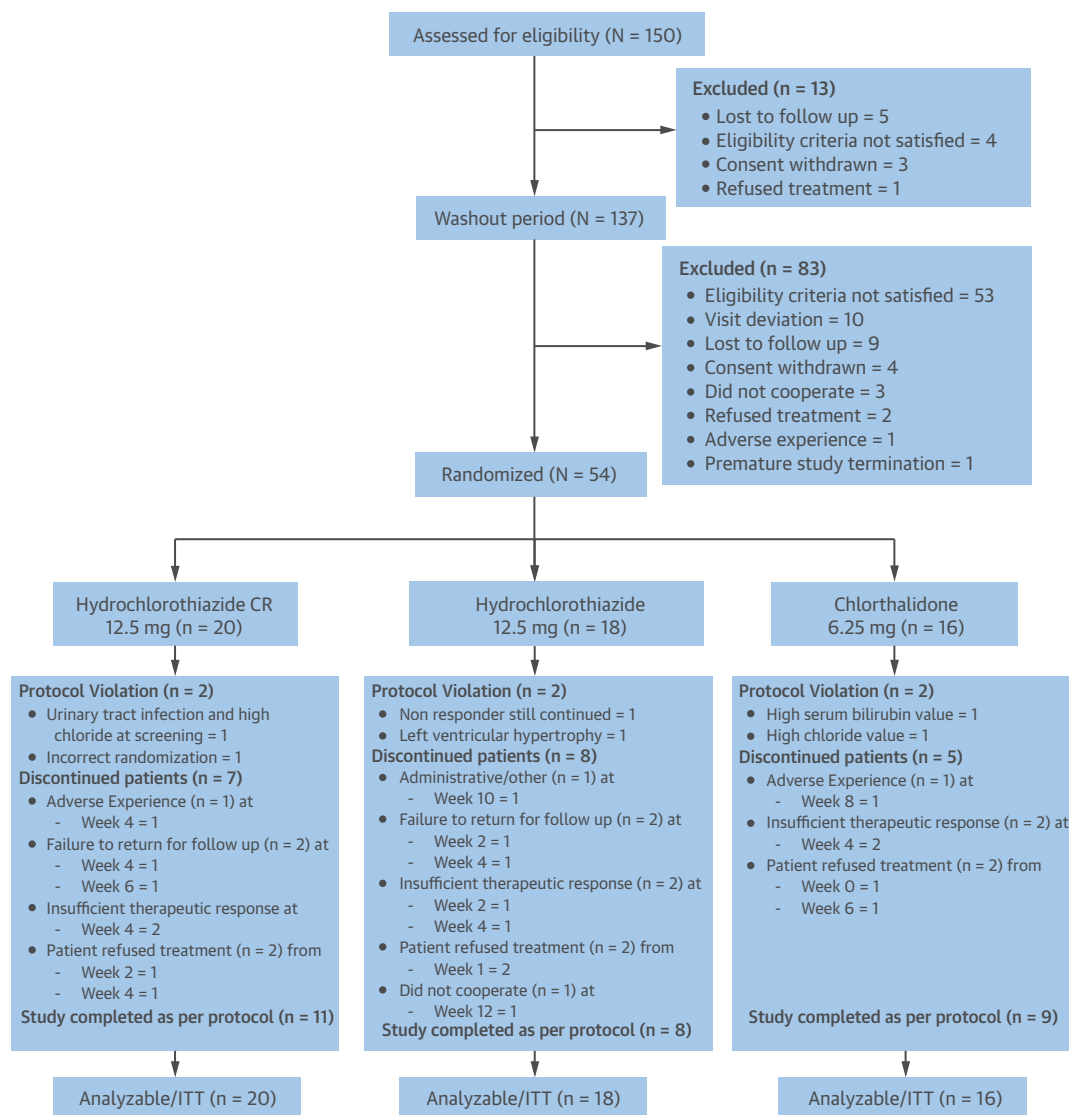 Assessed for eligibility (N = 150)
Excluded (n = 13)
• Lost to follow up = 5
• Eligibility criteria not satisfied = 4
• Consent withdrawn = 3
• Refused treatment = 1
Washout period (N = 137)
Excluded (n = 83)
• Eligibility criteria not satisfied = 53
• Visit deviation = 10
• Lost to follow up = 9
• Consent withdrawn = 4
• Did not cooperate = 3
• Refused treatment = 2
• Adverse experience = 1
• Premature study termination = 1
Randomized (N = 54)
Hydrochlorothiazide CR
12.5 mg (n = 20)
Protocol Violation (n = 2)
• Urinary tract infection and high
chloride at screening = 1
• Incorrect randomization = 1
Discontinued patients (n = 7)
• Adverse Experience (n = 1) at
- Week 4 = 1
• Failure to return for follow up (n = 2) at
- Week 4 = 1
- Week 6 = 1
• Insufficient therapeutic response at
- Week 4 = 2
• Patient refused treatment (n = 2) from
- Week 2 = 1
- Week 4 = 1
Study completed as per protocol (n = 11)
Analyzable/ITT (n = 20)
Hydrochlorothiazide
12.5 mg (n = 18)
Protocol Violation (n = 2)
• Non responder still continued = 1
• Left ventricular hypertrophy = 1
Discontinued patients (n = 8)
• Administrative/other (n = 1) at
- Week 10 = 1
• Failure to return for follow up (n = 2) at
- Week 2 = 1
- Week 4 = 1
• Insufficient therapeutic response (n = 2) at
- Week 2 = 1
- Week 4 = 1
• Patient refused treatment (n = 2) from
- Week 1 = 2
• Did not cooperate (n = 1) at
- Week 12 = 1
Study completed as per protocol (n = 8)
Analyzable/ITT (n = 18)
Chlorthalidone
6.25 mg (n = 16)
Protocol Violation (n = 2)
• High serum bilirubin value = 1
• High chloride value = 1
Discontinued patients (n = 5)
• Adverse Experience (n = 1) at
- Week 8 = 1
• Insufficient therapeutic response (n = 2) at
- Week 4 = 2
• Patient refused treatment (n = 2) from
- Week 0 = 1
- Week 6 = 1
Study completed as per protocol (n = 9)
Analyzable/ITT (n = 16)